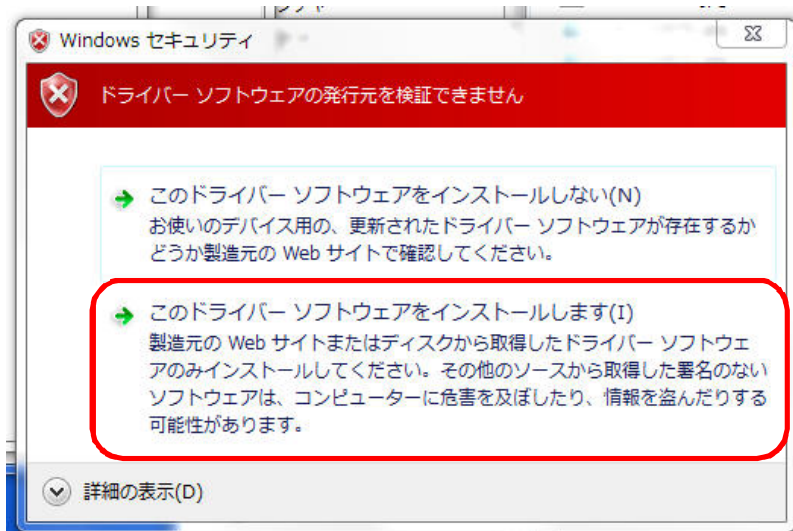 Windows セキュリティ
ドライバー ソフトウェアの発行元を検証できません
このドライバー ソフトウェアをインストールしない(N)
お使いのデバイス用の、更新されたドライバー ソフトウェアが存在するか
どうか製造元の Web サイトで確認してください。
このドライバー ソフトウェアをインストールします(I)
製造元の Web サイトまたはディスクから取得したドライバー ソフトウェ
アのみインストールしてください。その他のソースから取得した署名のない
ソフトウェアは、コンピューターに危害を及ぼしたり、情報を盗んだりする
可能性があります。
詳細の表示(D)